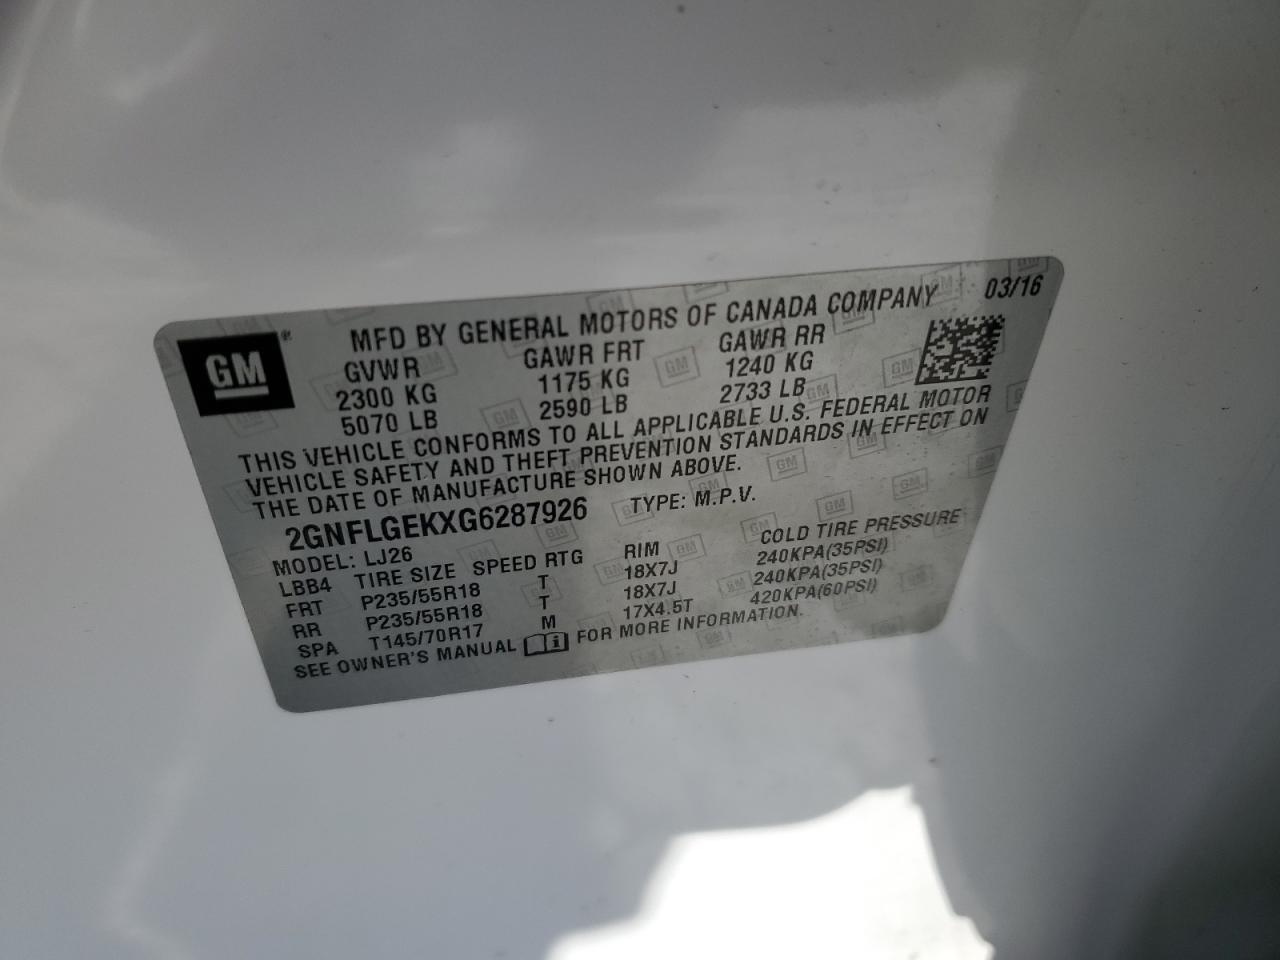 GM ® MFD BY GENERAL MOTORS OF CANADA COMPANY 03/16
GVWR GAWR FRT GAWR RR
2300 KG 1175 KG 1240 KG
5070 LB 2590 LB 2733 LB
THIS VEHICLE CONFORMS TO ALL APPLICABLE U.S. FEDERAL MOTOR
VEHICLE SAFETY AND THEFT PREVENTION STANDARDS IN EFFECT ON
THE DATE OF MANUFACTURE SHOWN ABOVE.
2GNFLGEKXG6287926 TYPE: M.P.V.
MODEL: LJ26
LBB4 TIRE SIZE SPEED RTG RIM COLD TIRE PRESSURE
FRT P235/55R18 T 18X7J 240KPA(35PSI)
RR P235/55R18 T 18X7J 240KPA(35PSI)
SPA T145/70R17 M 17X4.5T 420KPA(60PSI)
SEE OWNER'S MANUAL FOR MORE INFORMATION.